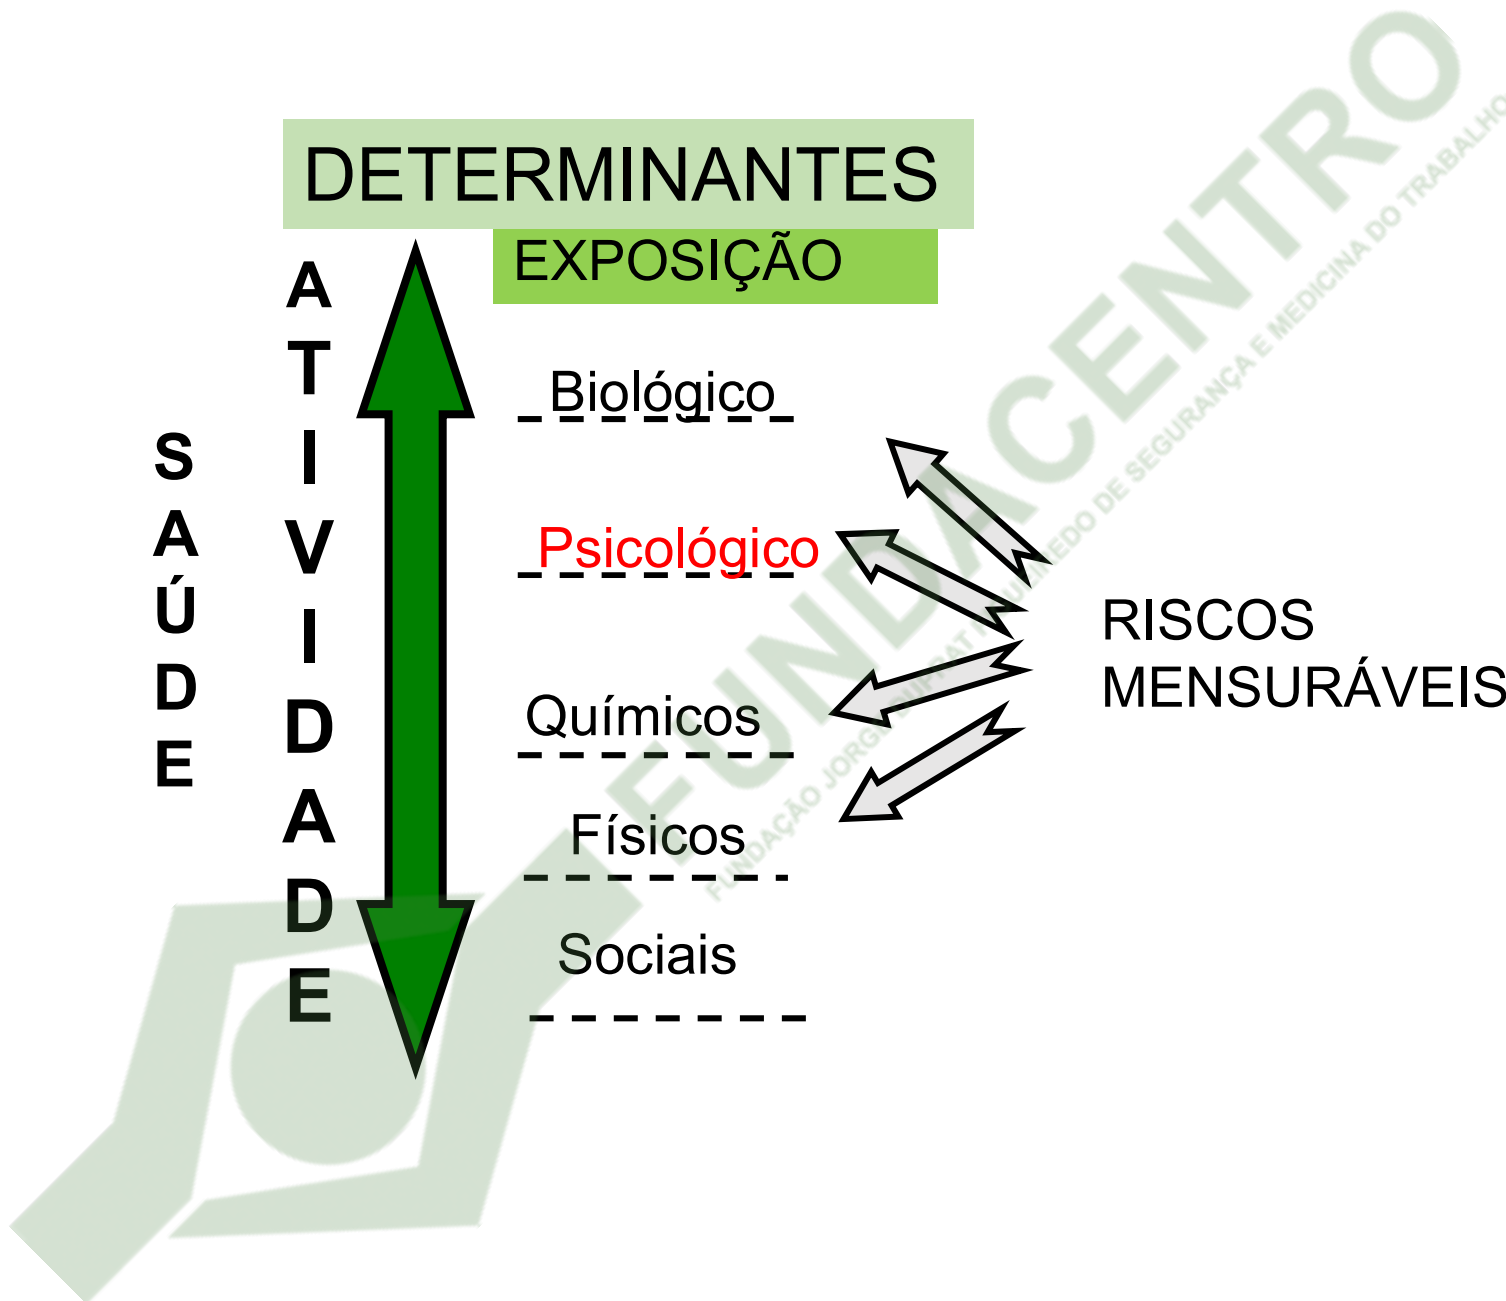 DETERMINANTES
EXPOSIÇÃO
SAÚDE
ATIVIDADE
Biológico
Psicológico
Químicos
Físicos
Sociais
RISCOS
MENSURÁVEIS
FUNDACENTRO
FUNDAÇÃO JORGE DUPRAT FIGUEIREDO DE SEGURANÇA E MEDICINA DO TRABALHO